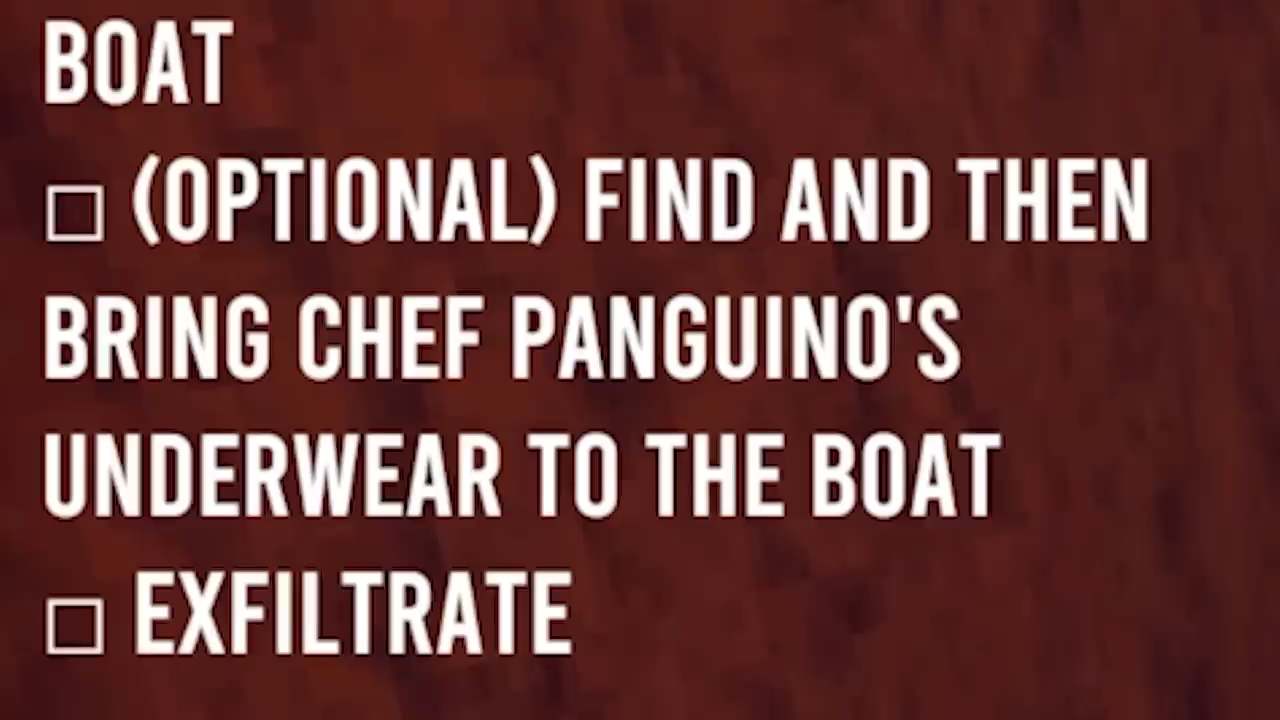 BOAT
□ (OPTIONAL) FIND AND THEN
BRING CHEF PANGUINO'S
UNDERWEAR TO THE BOAT
□ EXFILTRATE